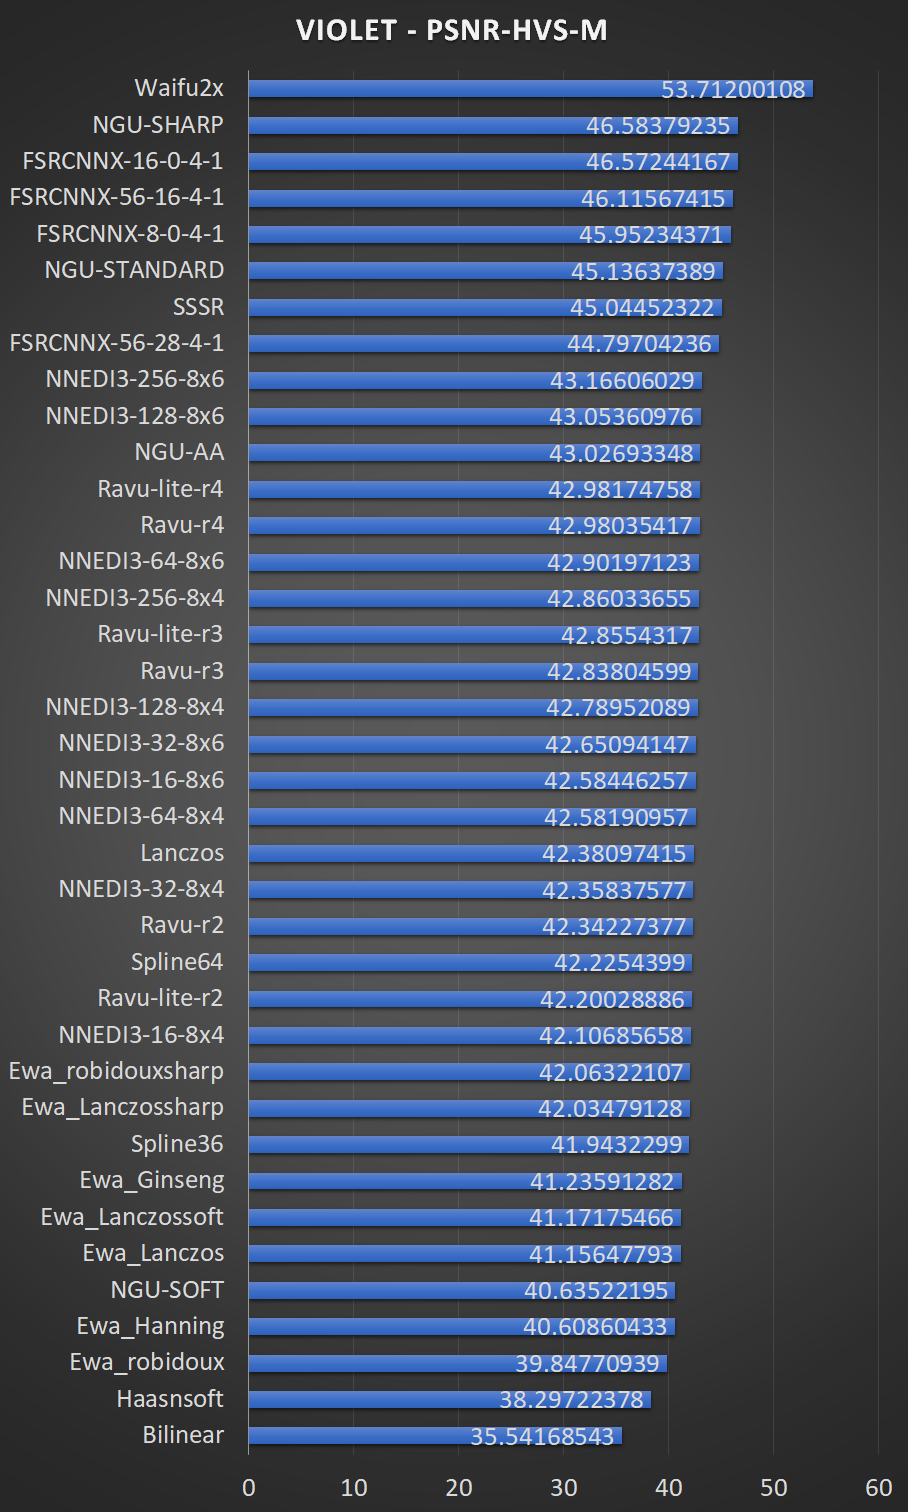 VIOLET - PSNR-HVS-M
Waifu2x 53.71200108
NGU-SHARP 46.58379235
FSRCNNX-16-0-4-1 46.57244167
FSRCNNX-56-16-4-1 46.11567415
FSRCNNX-8-0-4-1 45.95234371
NGU-STANDARD 45.13637389
SSSR 45.04452322
FSRCNNX-56-28-4-1 44.79704236
NNEDI3-256-8x6 43.16606029
NNEDI3-128-8x6 43.05360976
NGU-AA 43.02693348
Ravu-lite-r4 42.98174758
Ravu-r4 42.98035417
NNEDI3-64-8x6 42.90197123
NNEDI3-256-8x4 42.86033655
Ravu-lite-r3 42.8554317
Ravu-r3 42.83804599
NNEDI3-128-8x4 42.78952089
NNEDI3-32-8x6 42.65094147
NNEDI3-16-8x6 42.58446257
NNEDI3-64-8x4 42.58190957
Lanczos 42.38097415
NNEDI3-32-8x4 42.35837577
Ravu-r2 42.34227377
Spline64 42.2254399
Ravu-lite-r2 42.20028886
NNEDI3-16-8x4 42.10685658
Ewa_robidouxsharp 42.06322107
Ewa_Lanczossharp 42.03479128
Spline36 41.9432299
Ewa_Ginseng 41.23591282
Ewa_Lanczossoft 41.17175466
Ewa_Lanczos 41.15647793
NGU-SOFT 40.63522195
Ewa_Hanning 40.60860433
Ewa_robidoux 39.84770939
Haasnsoft 38.29722378
Bilinear 35.54168543
0 10 20 30 40 50 60